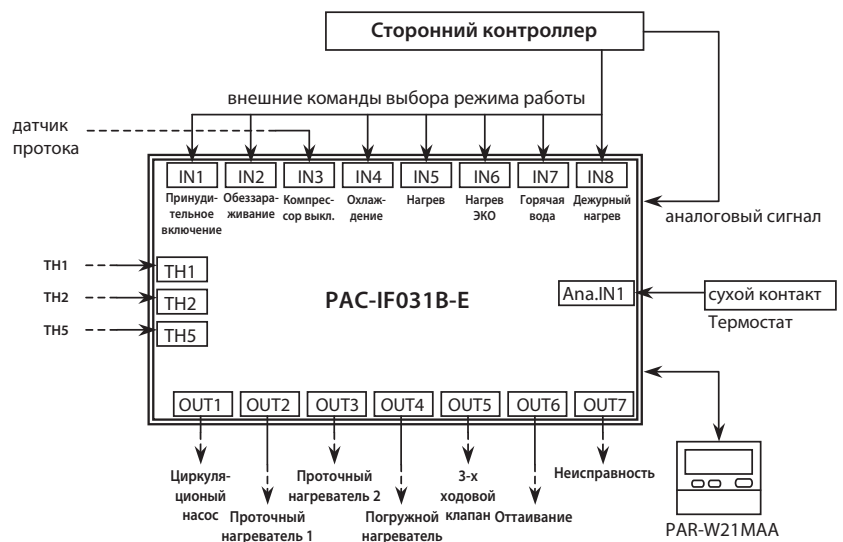 Сторонний контроллер
внешние команды выбора режима работы
датчик
протока
IN1 IN2 IN3 IN4 IN5 IN6 IN7 IN8
Принуди-
тельное
включение
Обеззара-
живание
Компрес-
сор выкл.
Охлаж-
дение
Нагрев
Нагрев
ЭКО
Горячая
вода
Дежурный
нагрев
аналоговый сигнал
TH1
TH1
TH2
TH2
TH5
TH5
PAC-IF031B-E
Ana.IN1
сухой контакт
Термостат
OUT1 OUT2 OUT3 OUT4 OUT5 OUT6 OUT7
Циркуля-
ционый
насос
Проточный
нагреватель 1
Проточный
нагреватель 2
Погружной
нагреватель
3-х
ходовой
клапан
Оттаивание
Неисправность
PAR-W21MAA